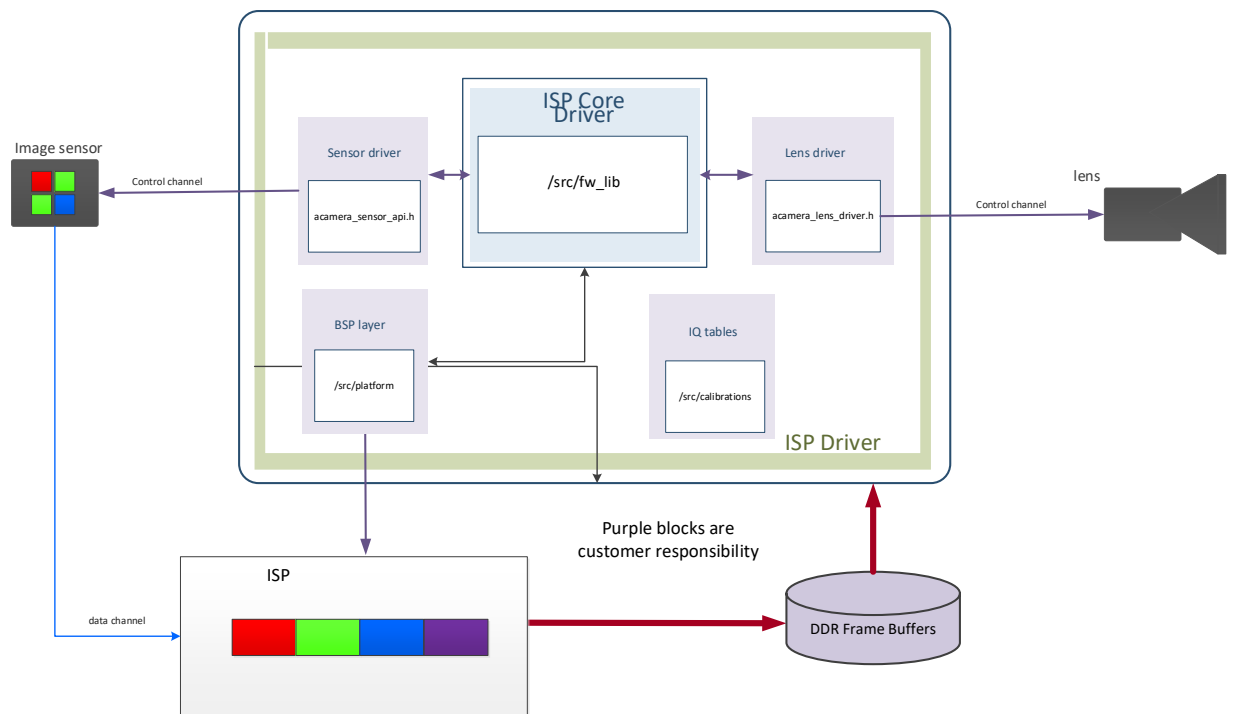 ISP Core
Driver
/src/fw_lib
Sensor driver
acamera_sensor_api.h
Lens driver
acamera_lens_driver.h
Image sensor
Control channel
lens
Control channel
BSP layer
/src/platform
IQ tables
/src/calibrations
ISP Driver
Purple blocks are
customer responsibility
ISP
data channel
DDR Frame Buffers